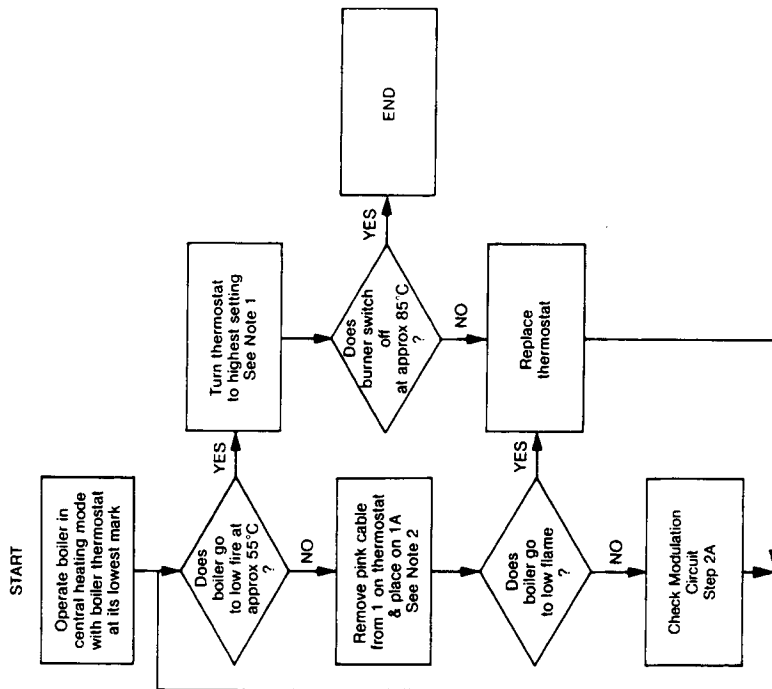 START
Operate boiler in
central heating mode
with boiler thermostat
at its lowest mark
Does
boiler go
to low fire at
approx 55°C
?
YES
NO
Turn thermostat
to highest setting
See Note 1
Does
burner switch
off
at approx 85°C
?
YES
NO
END
Remove pink cable
from 1 on thermostat
& place on 1A
See Note 2
Does
boiler go
to low flame
?
YES
NO
Replace
thermostat
Check Modulation
Circuit
Step 2A